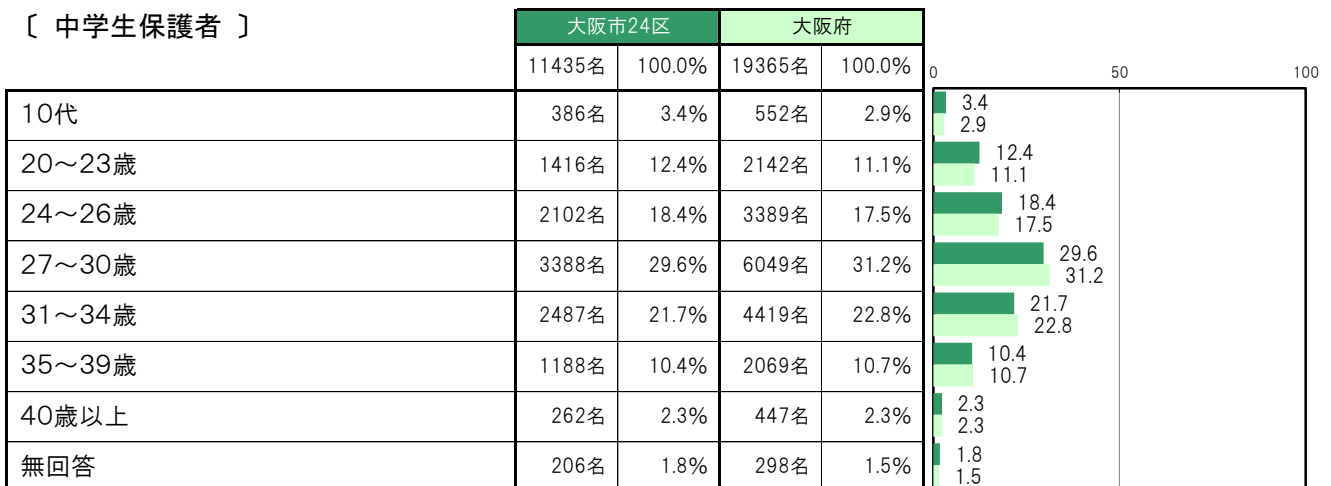 〔 中学生保護者 〕
大阪市24区 大阪府
11435名 100.0% 19365名 100.0%
0 50 100
10代 386名 3.4% 552名 2.9% 3.4
2.9
20～23歳 1416名 12.4% 2142名 11.1% 12.4
11.1
24～26歳 2102名 18.4% 3389名 17.5% 18.4
17.5
27～30歳 3388名 29.6% 6049名 31.2% 29.6
31.2
31～34歳 2487名 21.7% 4419名 22.8% 21.7
22.8
35～39歳 1188名 10.4% 2069名 10.7% 10.4
10.7
40歳以上 262名 2.3% 447名 2.3% 2.3
2.3
無回答 206名 1.8% 298名 1.5% 1.8
1.5